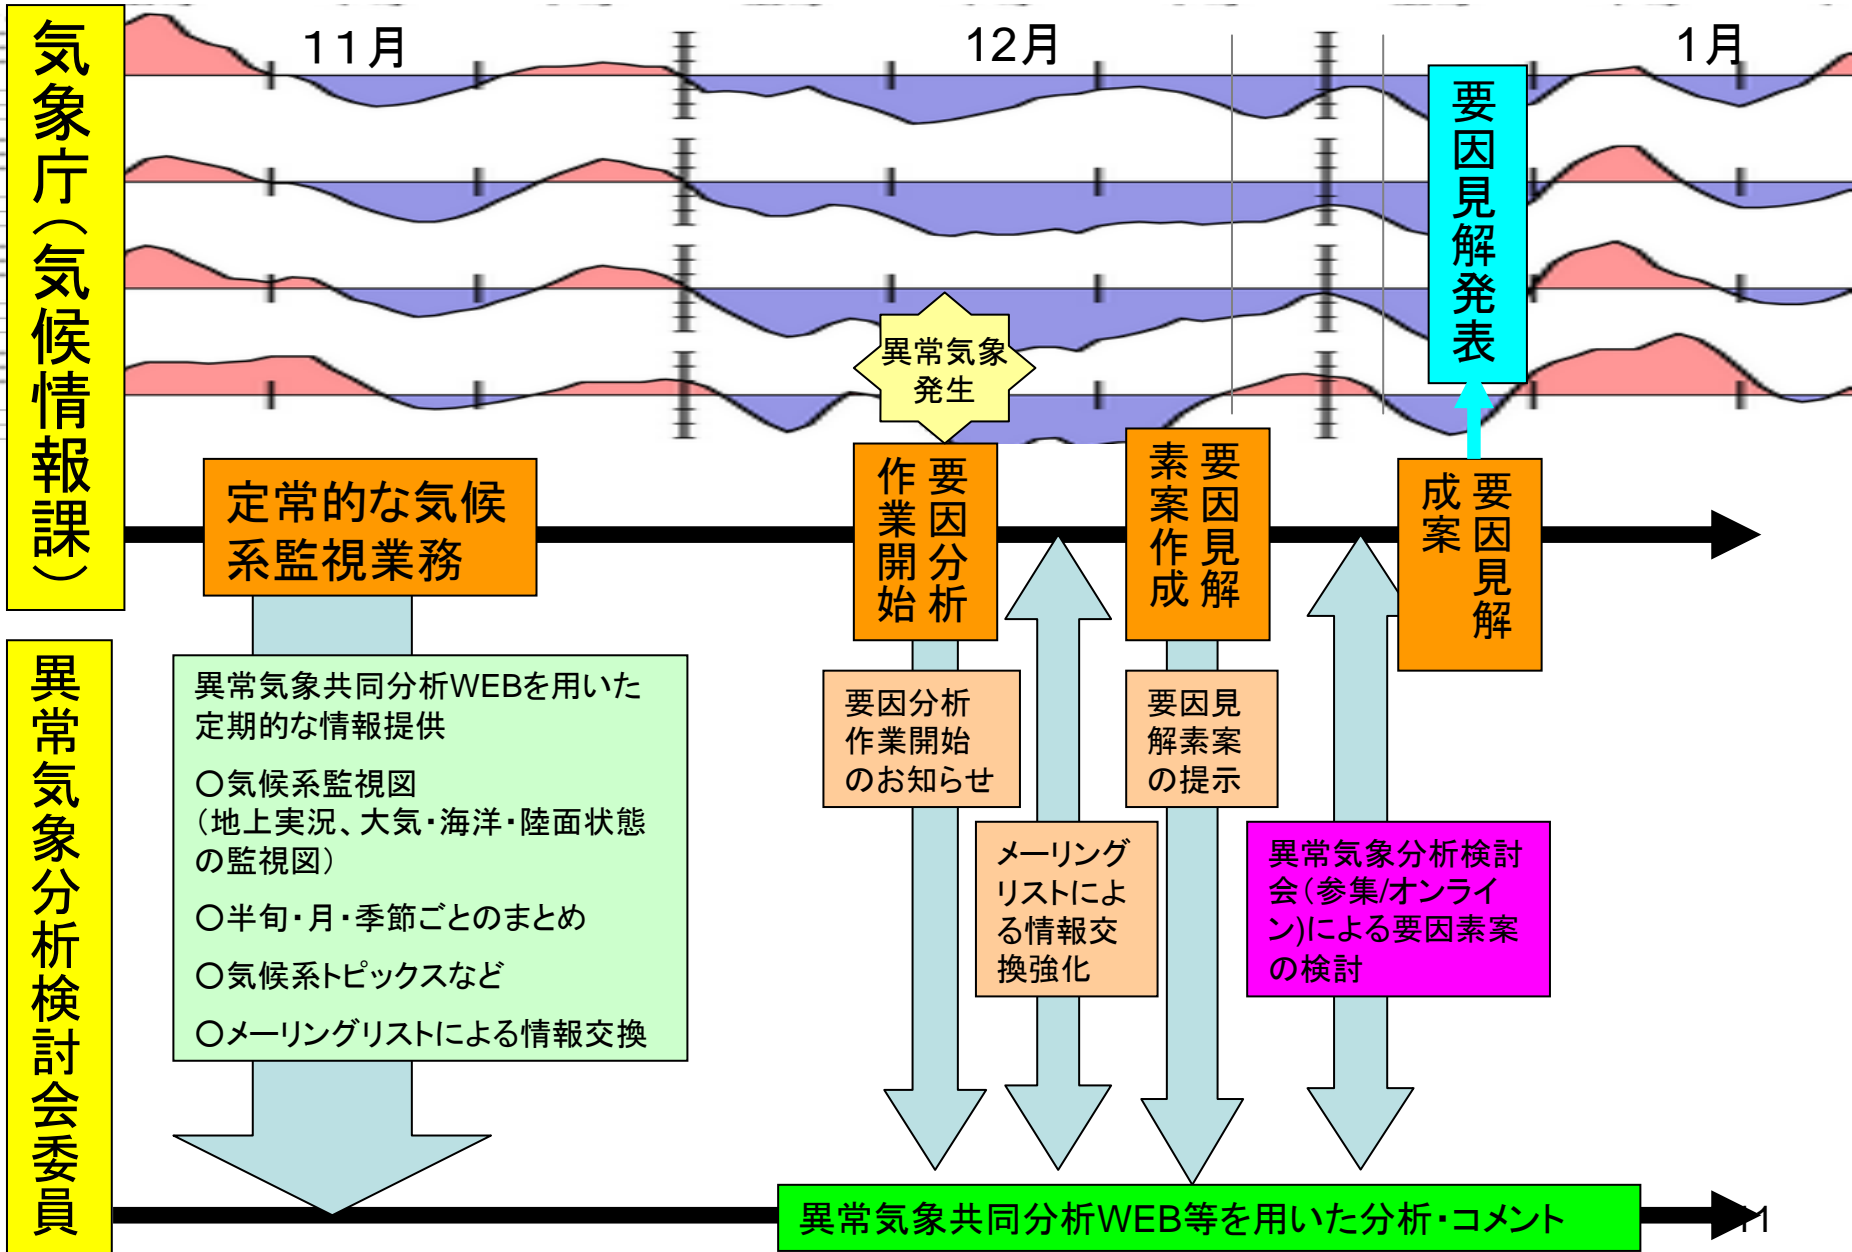 11月
12月
1月
気象庁（気候情報課）
要因見解発表
異常気象
発生
定常的な気候
系監視業務
要因分析
作業開始
要因見解
素案作成
要因見解
成案
異常気象分析検討会委員
異常気象共同分析WEBを用いた
定期的な情報提供
○気候系監視図
（地上実況、大気・海洋・陸面状態
の監視図）
○半旬・月・季節ごとのまとめ
○気候系トピックスなど
○メーリングリストによる情報交換
要因分析
作業開始
のお知らせ
メーリング
リストによ
る情報交
換強化
要因見
解素案
の提示
異常気象分析検討
会（参集/オンライ
ン)による要因素案
の検討
異常気象共同分析WEB等を用いた分析・コメント
11